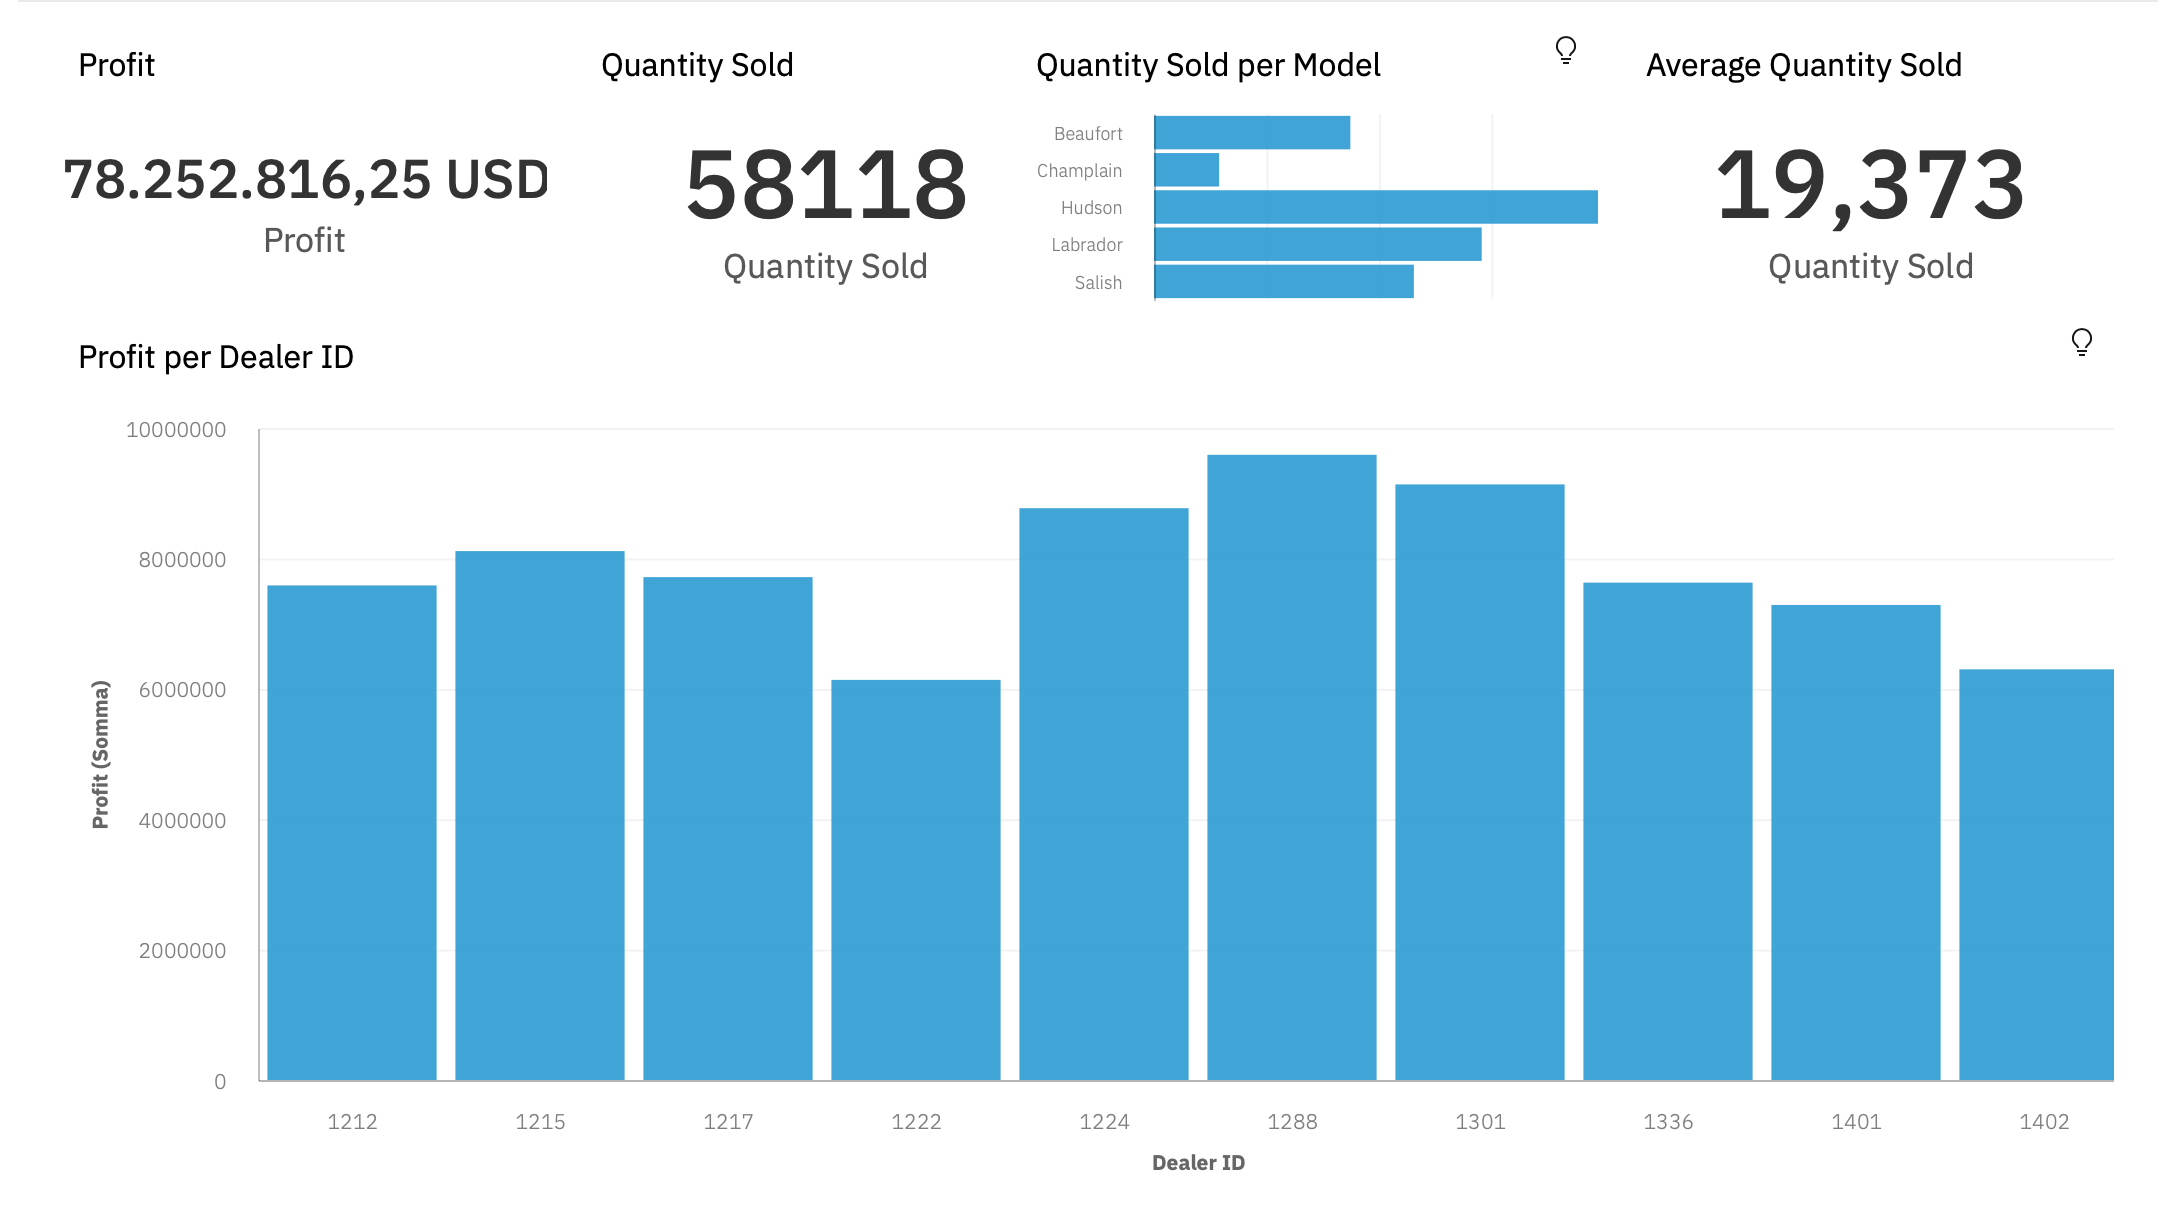 Profit
78.252.816,25 USD
Profit
Quantity Sold
58118
Quantity Sold
Quantity Sold per Model
Beaufort
Champlain
Hudson
Labrador
Salish
Average Quantity Sold
19,373
Quantity Sold
Profit per Dealer ID
Profit (Somma)
10000000
8000000
6000000
4000000
2000000
0
1212 1215 1217 1222 1224 1288 1301 1336 1401 1402
Dealer ID